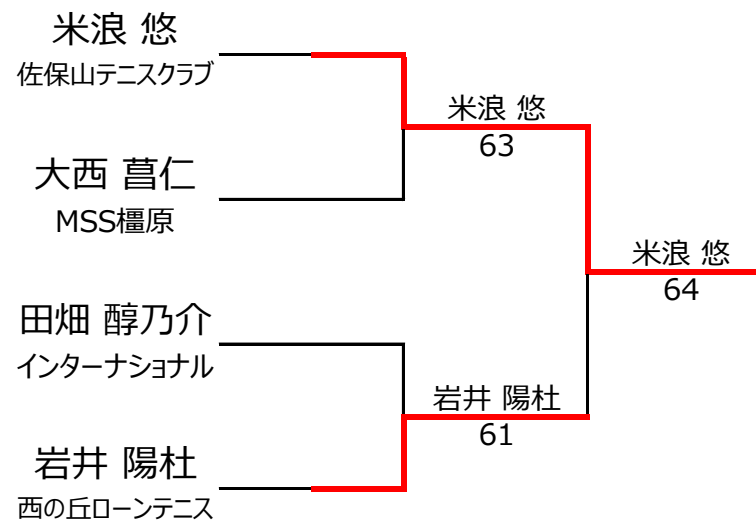 米浪 悠
佐保山テニスクラブ
大西 菖仁
MSS橿原
田畑 醇乃介
インターナショナル
岩井 陽杜
西の丘ローンテニス
米浪 悠
63
岩井 陽杜
61
米浪 悠
64